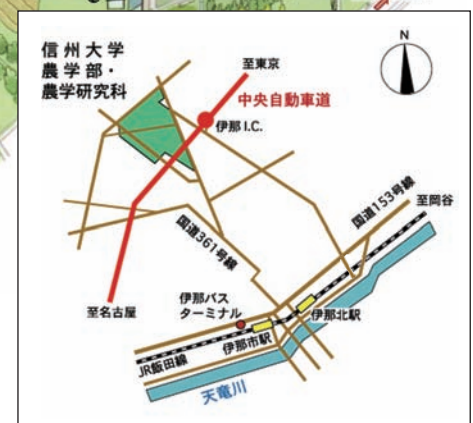 信州大学
農学部・
農学研究科
至東京
N
中央自動車道
伊那I.C.
至岡谷
国道153号線
国道361号線
至名古屋
伊那バス
ターミナル
伊那北駅
伊那市駅
JR飯田線
天竜川